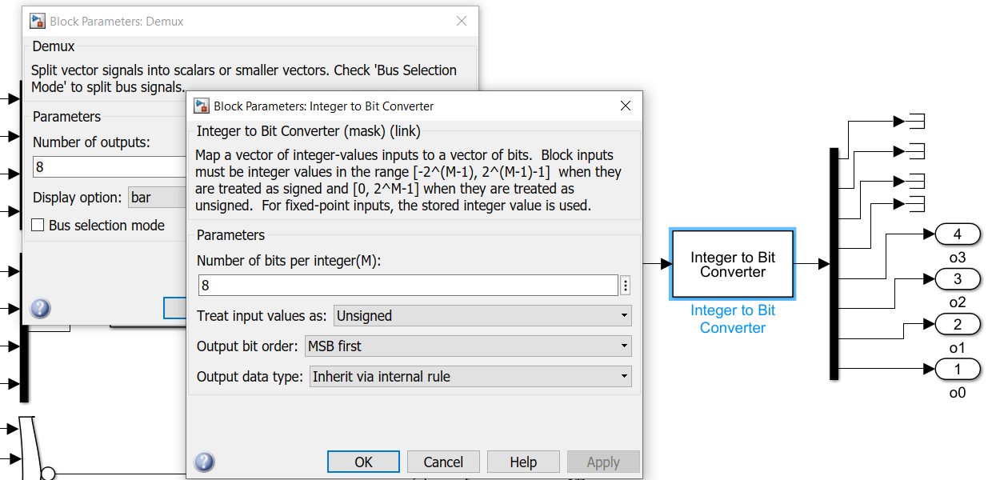 Block Parameters: Demux
Demux
Split vector signals into scalars or smaller vectors. Check 'Bus Selection
Mode' to split bus signals.
Parameters
Number of outputs:
8
Display option: bar
Bus selection mode
Block Parameters: Integer to Bit Converter
Integer to Bit Converter (mask) (link)
Map a vector of integer-values inputs to a vector of bits.  Block inputs
must be integer values in the range [-2^(M-1), 2^(M-1)-1]  when they
are treated as signed and [0, 2^M-1] when they are treated as
unsigned.  For fixed-point inputs, the stored integer value is used.
Parameters
Number of bits per integer(M):
8
Treat input values as: Unsigned
Output bit order: MSB first
Output data type: Inherit via internal rule
OK Cancel Help Apply
Integer to Bit
Converter
Integer to Bit
Converter
4
o3
3
o2
2
o1
1
o0